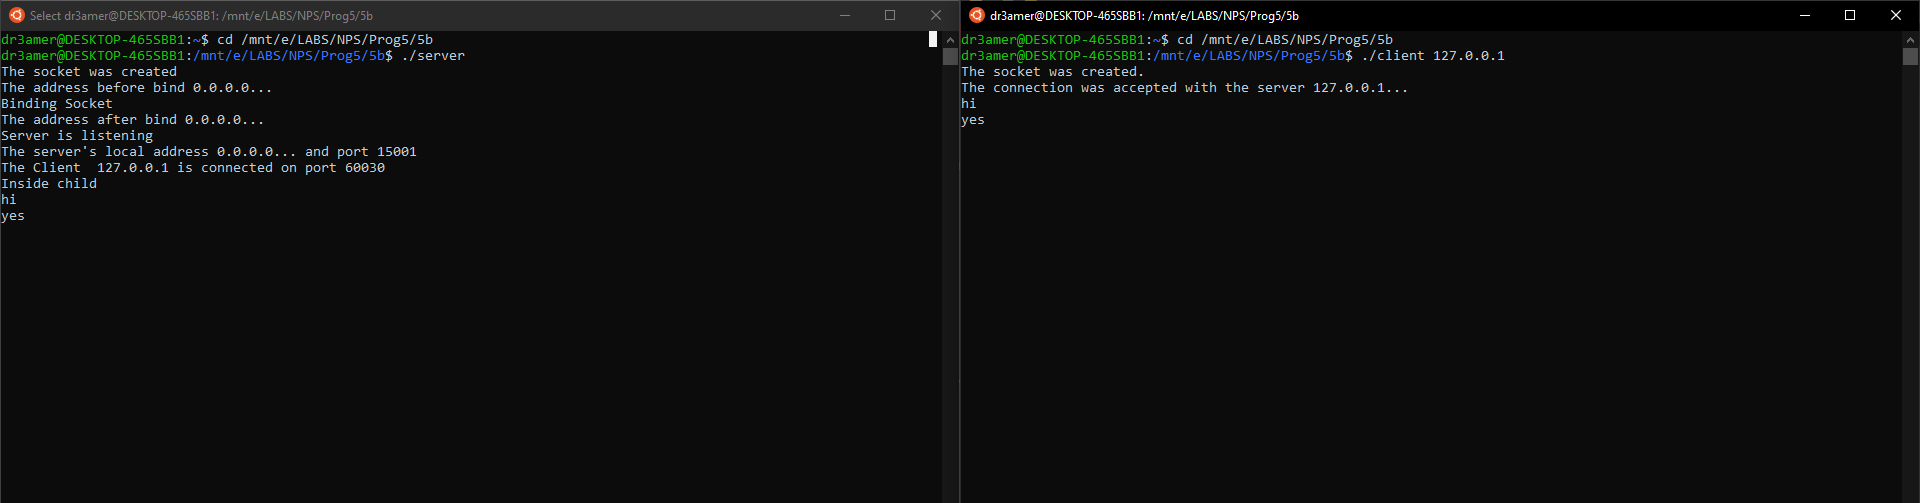 Select dr3amer@DESKTOP-465SBB1: /mnt/e/LABS/NPS/Prog5/5b
dr3amer@DESKTOP-465SBB1:~$ cd /mnt/e/LABS/NPS/Prog5/5b
dr3amer@DESKTOP-465SBB1:/mnt/e/LABS/NPS/Prog5/5b$ ./server
The socket was created
The address before bind 0.0.0.0...
Binding Socket
The address after bind 0.0.0.0...
Server is listening
The server's local address 0.0.0.0... and port 15001
The Client  127.0.0.1 is connected on port 60030
Inside child
hi
yes
dr3amer@DESKTOP-465SBB1: /mnt/e/LABS/NPS/Prog5/5b
dr3amer@DESKTOP-465SBB1:~$ cd /mnt/e/LABS/NPS/Prog5/5b
dr3amer@DESKTOP-465SBB1:/mnt/e/LABS/NPS/Prog5/5b$ ./client 127.0.0.1
The socket was created.
The connection was accepted with the server 127.0.0.1...
hi
yes